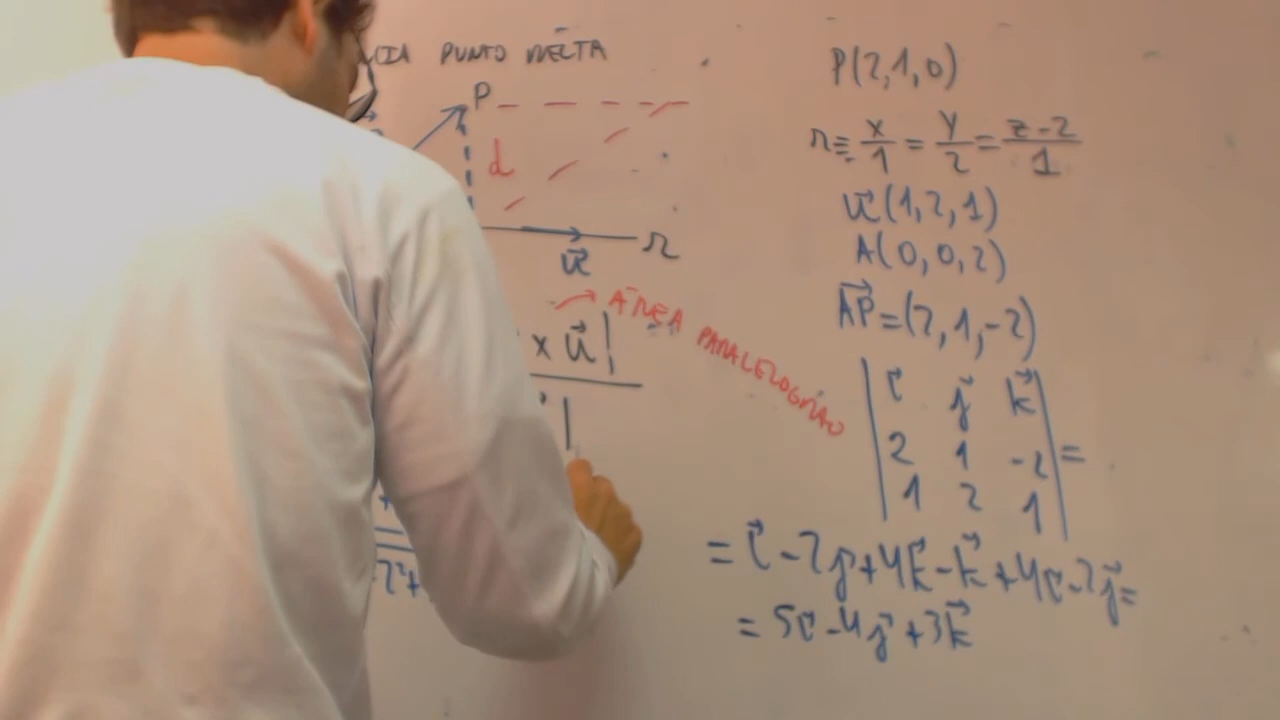 PUNTO RECTA
P
d
r
u⃗
ÁREA PARALELOGRAMO
x u⃗|
|
P(2,1,0)
r≡ x/1 = y/2 = z-2/1
u⃗(1,2,1)
A(0,0,2)
AP⃗=(2,1,-2)
| i⃗ j⃗ k⃗ |
| 2 1 -2 | =
| 1 2 1 |
= i⃗ -2j⃗ +4k⃗ -k⃗ +4i⃗ -2j⃗ =
= 5i⃗ -4j⃗ +3k⃗